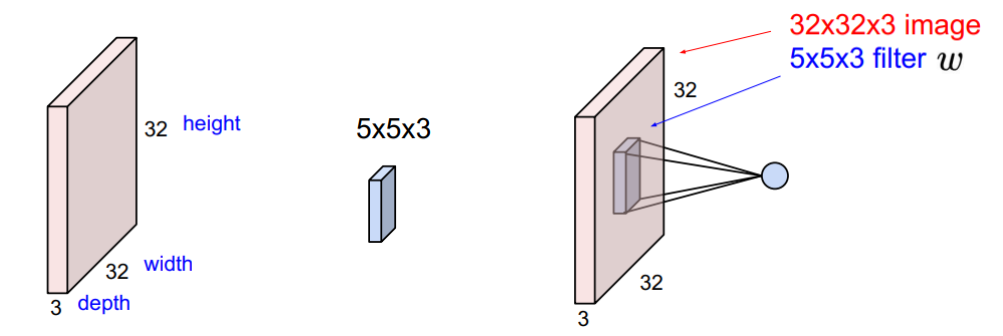 32 height
32 width
3 depth
5x5x3
32x32x3 image
5x5x3 filter w
32
32
3